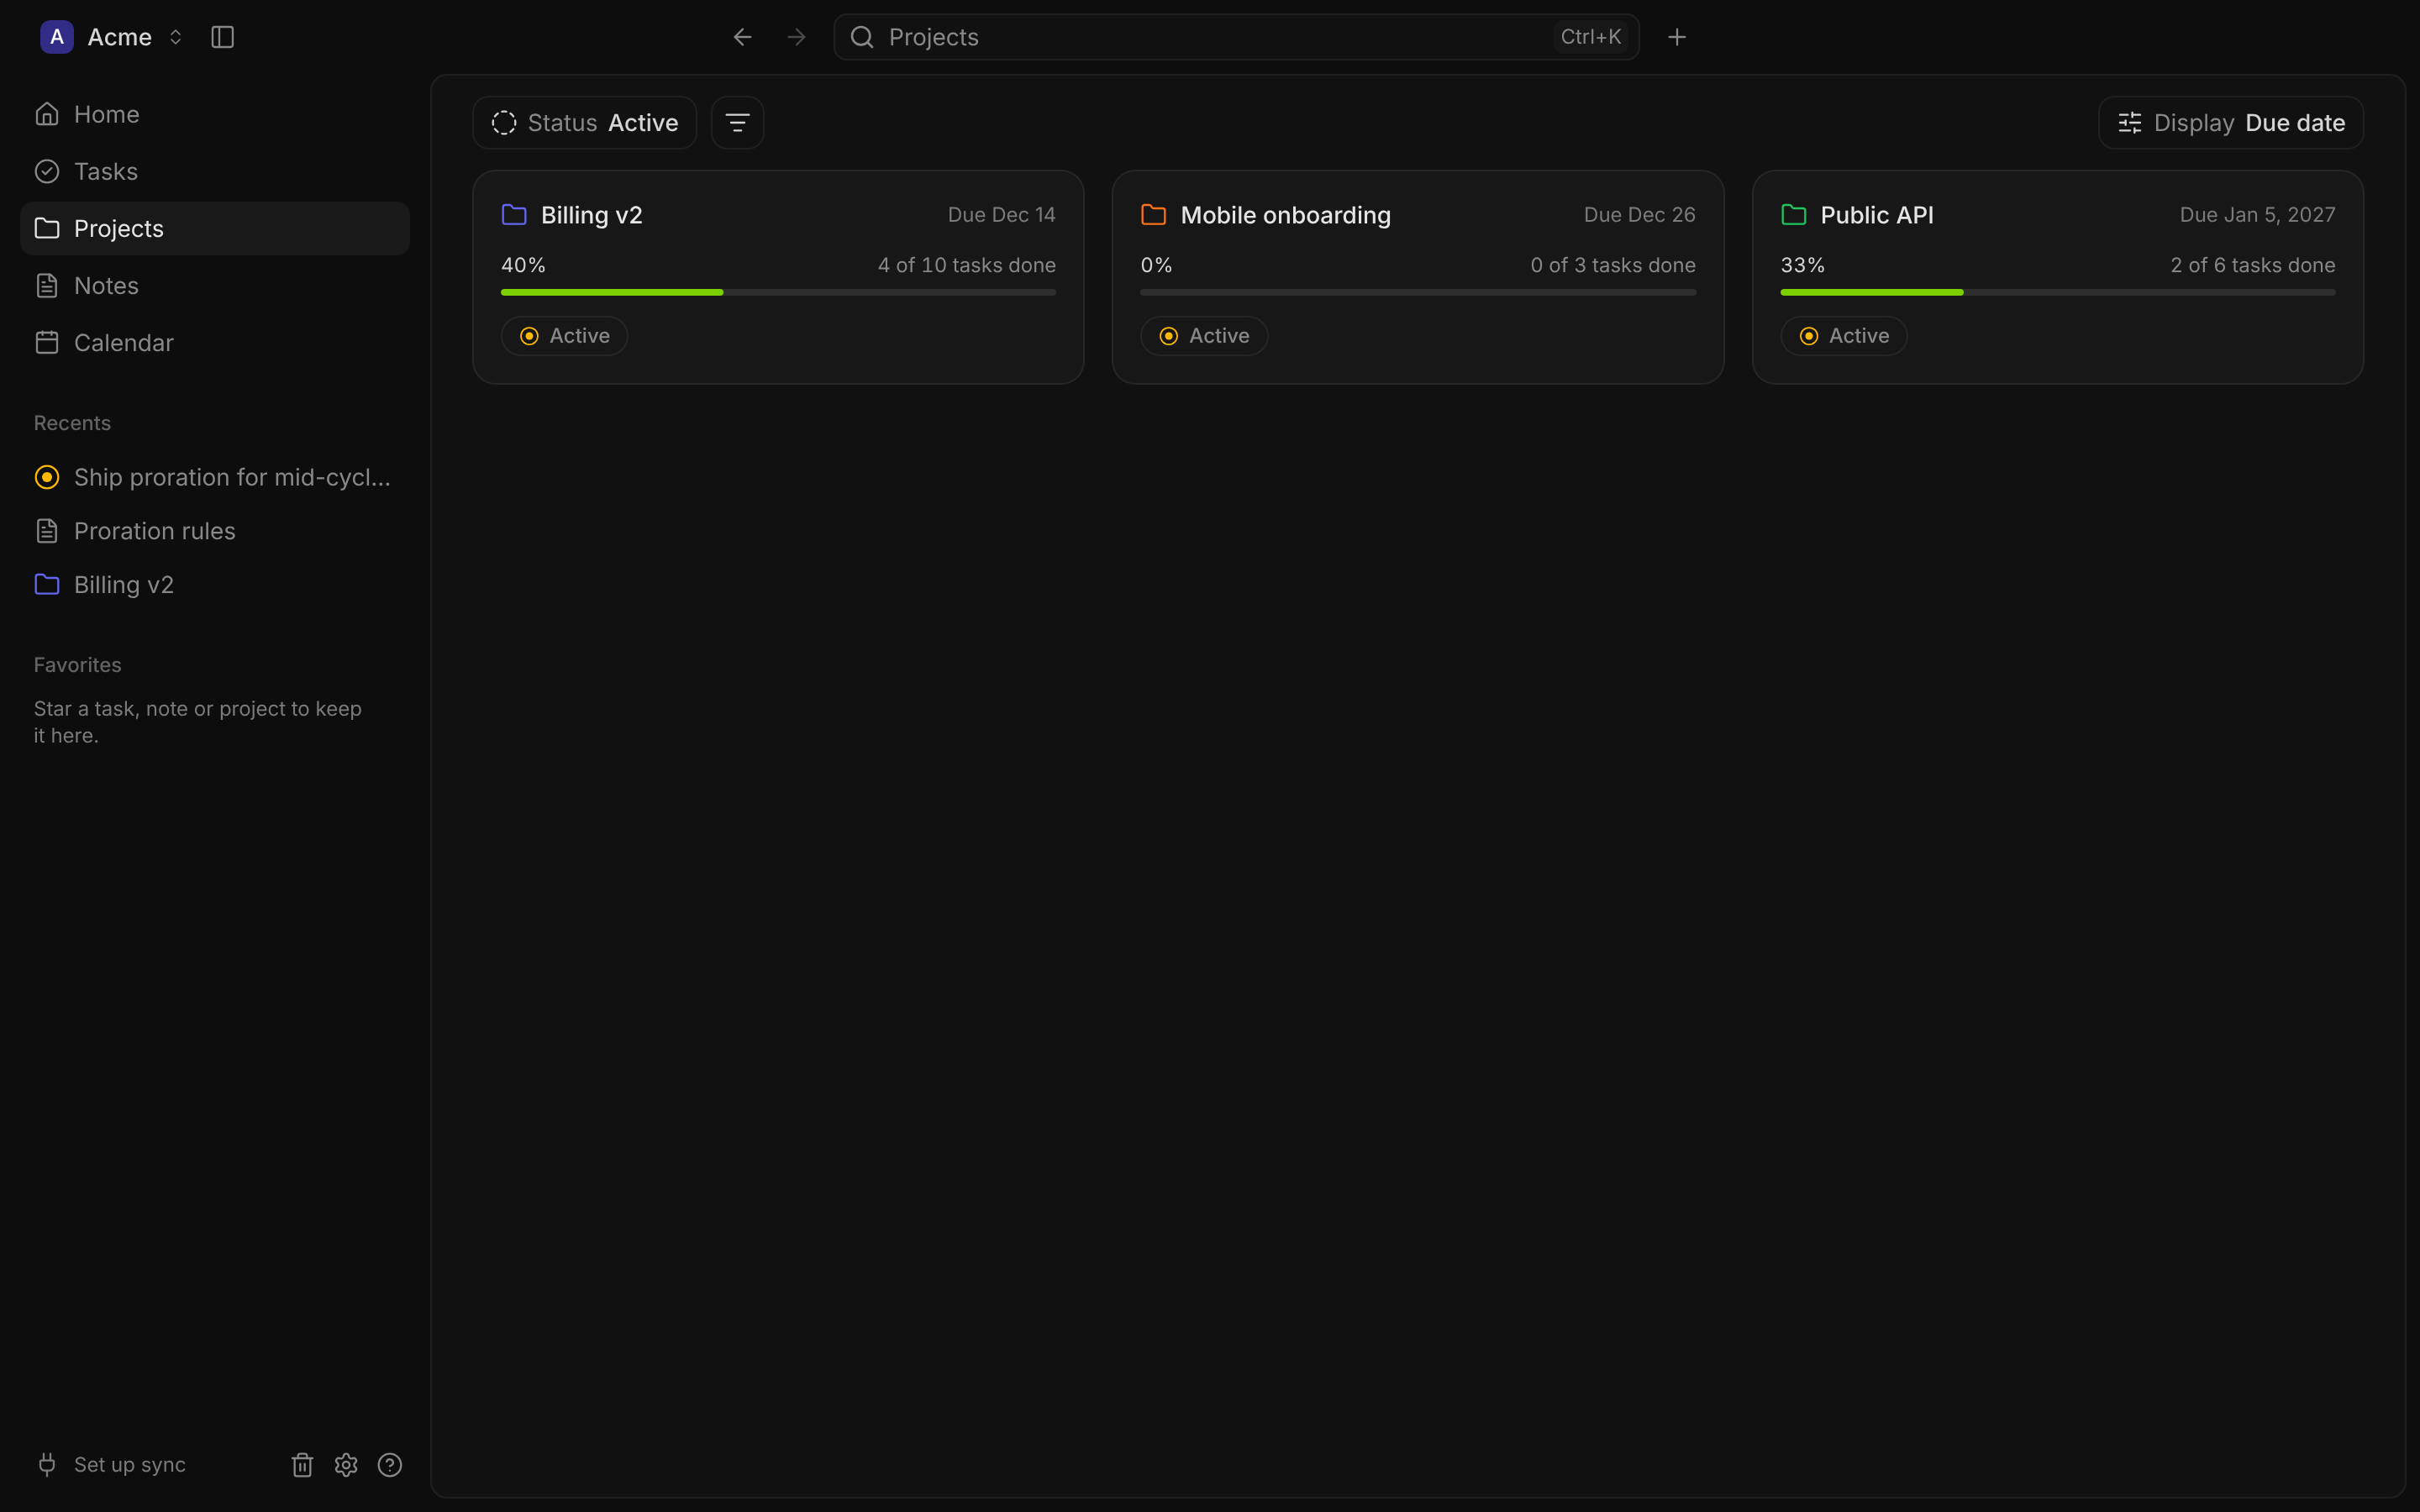 A Acme
Projects Ctrl+K
Home
Tasks
Projects
Notes
Calendar
Recents
Ship proration for mid-cycl...
Proration rules
Billing v2
Favorites
Star a task, note or project to keep
it here.
Set up sync
Status Active
Display Due date
Billing v2 Due Dec 14
40% 4 of 10 tasks done
Active
Mobile onboarding Due Dec 26
0% 0 of 3 tasks done
Active
Public API Due Jan 5, 2027
33% 2 of 6 tasks done
Active